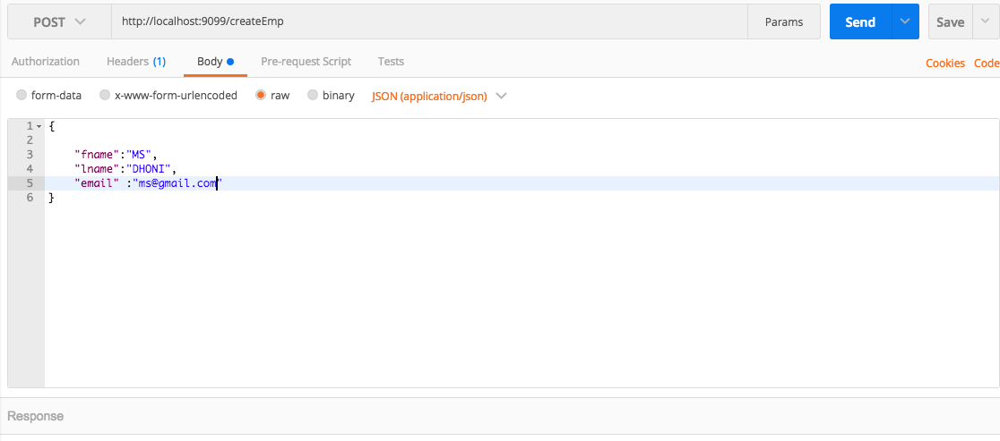 POST http://localhost:9099/createEmp Params Send Save
Authorization Headers (1) Body Pre-request Script Tests Cookies Code
form-data x-www-form-urlencoded raw binary JSON (application/json)
1 {
2
3 "fname":"MS",
4 "lname":"DHONI",
5 "email" :"ms@gmail.com"
6 }
Response